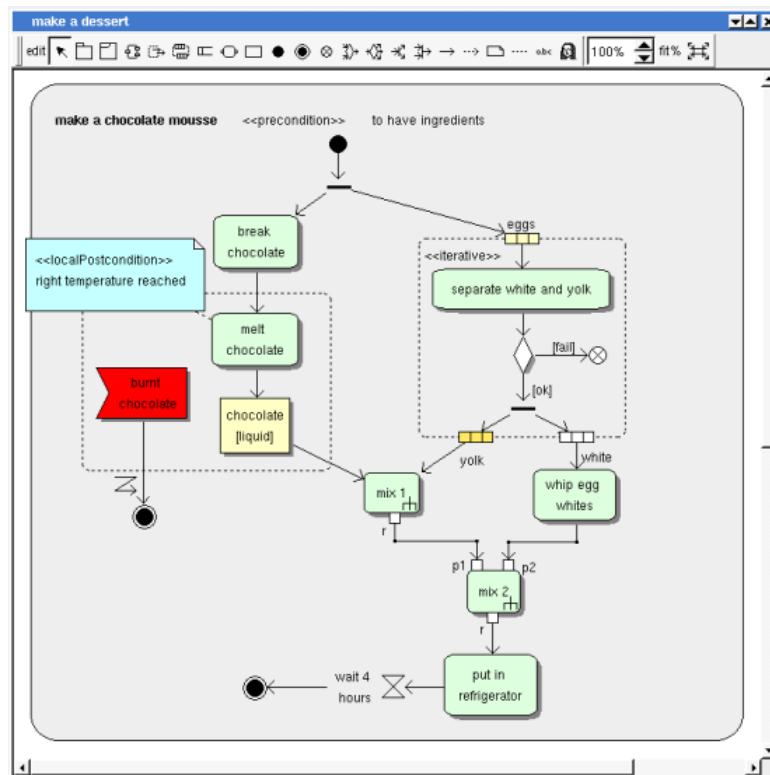 make a dessert
edit
abc
100%
fit%
make a chocolate mousse <<precondition>> to have ingredients
eggs
break
chocolate
<<localPostcondition>>
right temperature reached
<<iterative>>
separate white and yolk
melt
chocolate
[fail]
burnt
chocolate
[ok]
chocolate
[liquid]
yolk
white
mix 1
whip egg
whites
r
p1
p2
mix 2
r
put in
refrigerator
wait 4
hours